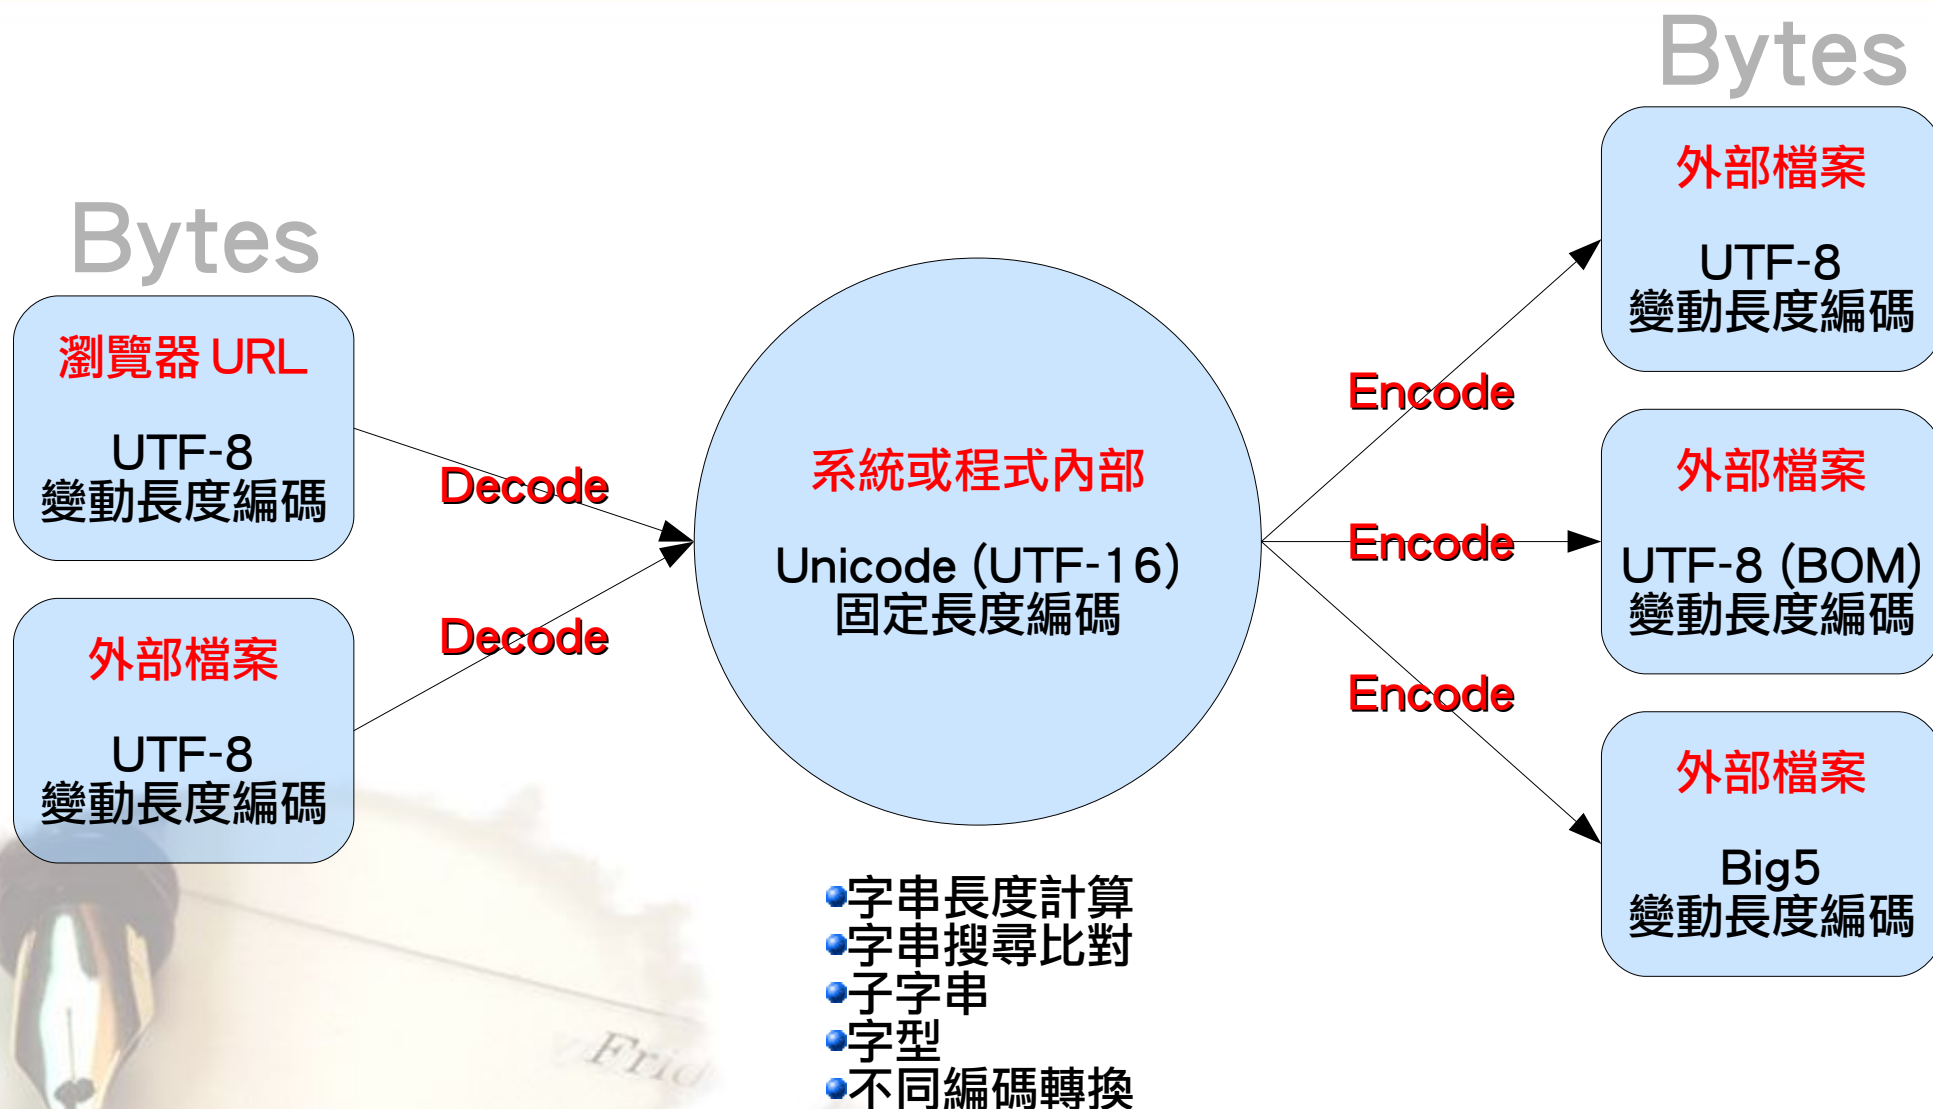 Bytes
瀏覽器 URL
UTF-8
變動長度編碼
外部檔案
UTF-8
變動長度編碼
Decode
Decode
系統或程式內部
Unicode (UTF-16)
固定長度編碼
字串長度計算
字串搜尋比對
子字串
字型
不同編碼轉換
Encode
Encode
Encode
Bytes
外部檔案
UTF-8
變動長度編碼
外部檔案
UTF-8 (BOM)
變動長度編碼
外部檔案
Big5
變動長度編碼